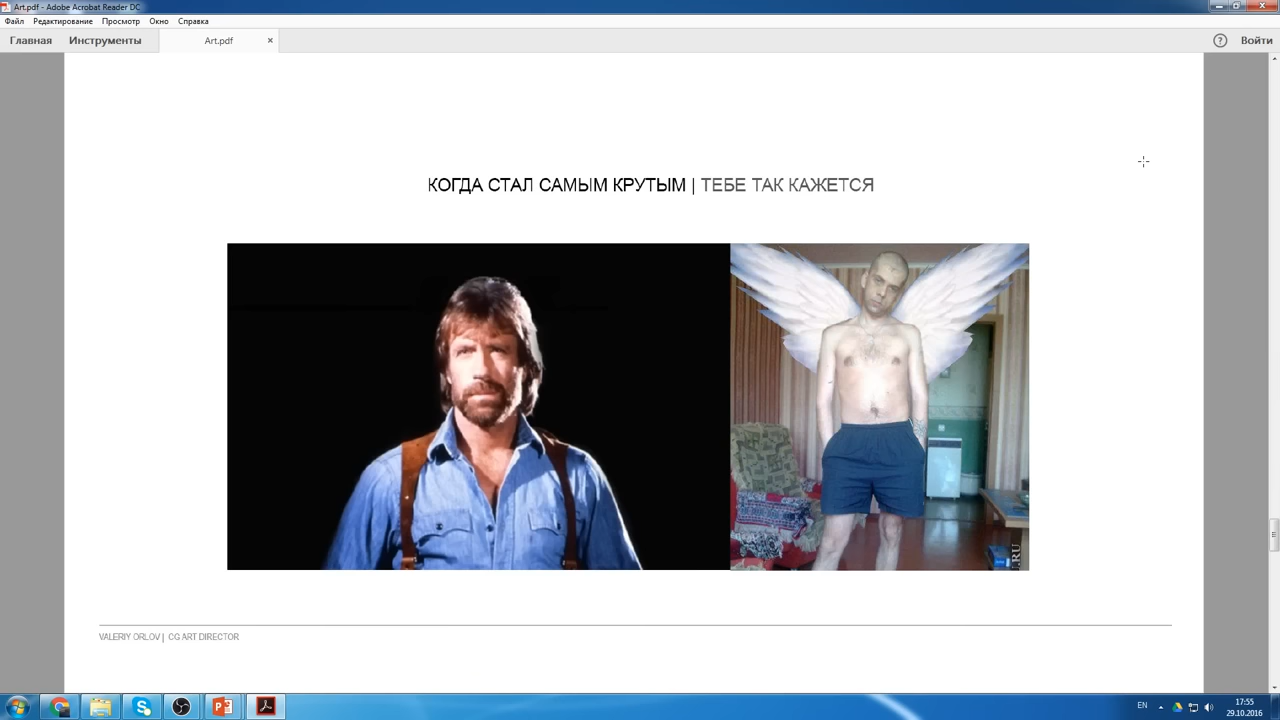 Art.pdf - Adobe Acrobat Reader DC
Файл Редактирование Просмотр Окно Справка
Главная Инструменты Art.pdf × ? Войти
КОГДА СТАЛ САМЫМ КРУТЫМ | ТЕБЕ ТАК КАЖЕТСЯ
.RU
VALERIY ORLOV | CG ART DIRECTOR
EN
17:55
29.10.2016